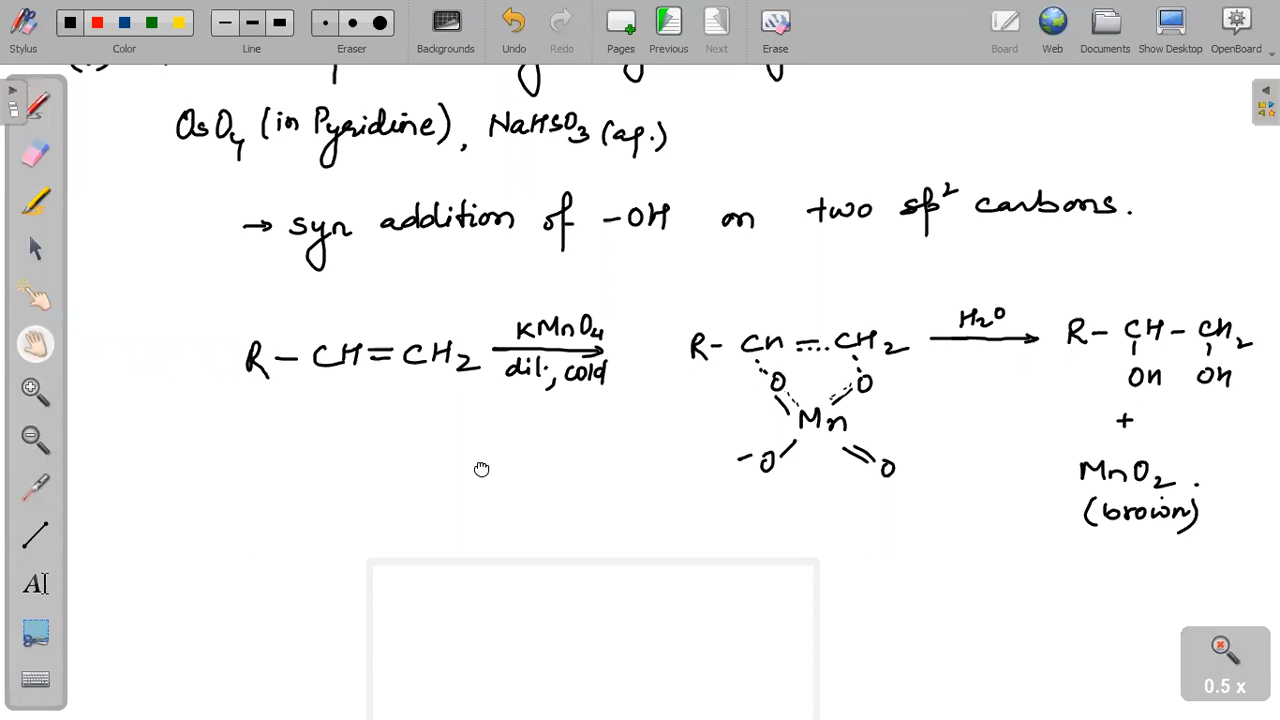 Stylus Color Line Eraser Backgrounds Undo Redo Pages Previous Next Erase Board Web Documents Show Desktop OpenBoard
OsO4 (in Pyridine), NaHSO3 (aq.)
→ syn addition of -OH on two sp² carbons.
R-CH=CH2 KMnO4 dil., cold
R-CH CH2 H2O R-CH-CH2
O O OH OH
Mn +
-O O MnO2.
(brown)
0.5 x